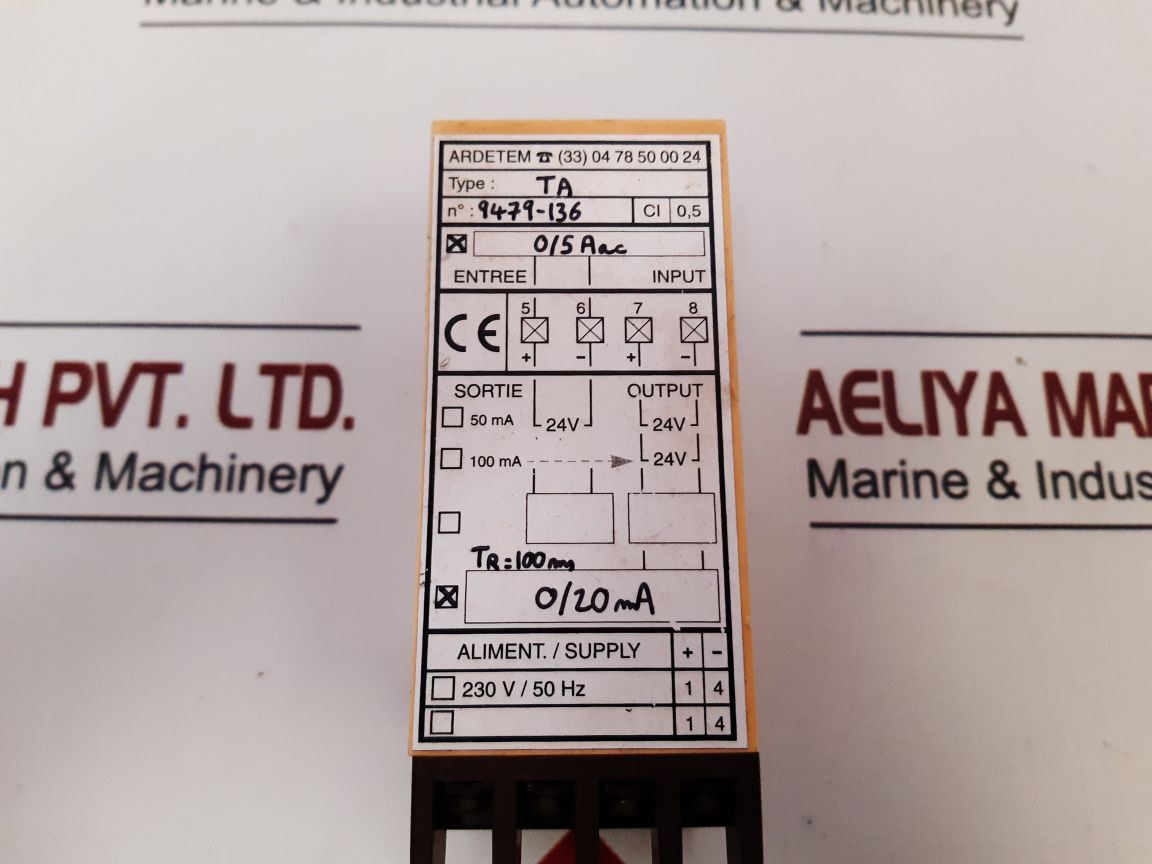 Marine & Industrial Automation & Machinery
ARDETEM ☎ (33) 04 78 50 00 24
Type : TA
n° : 9479-136 Cl 0,5
☒ 0/5 Aac
ENTREE INPUT
CE 5 6 7 8
+ - + -
SORTIE OUTPUT
☐ 50 mA 24V 24V
☐ 100 mA 24V
☐
TR=100ms
☒ 0/20 mA
ALIMENT. / SUPPLY + -
☐ 230 V / 50 Hz 1 4
☐ 1 4
H PVT. LTD.
on & Machinery
AELIYA MAR
Marine & Indus